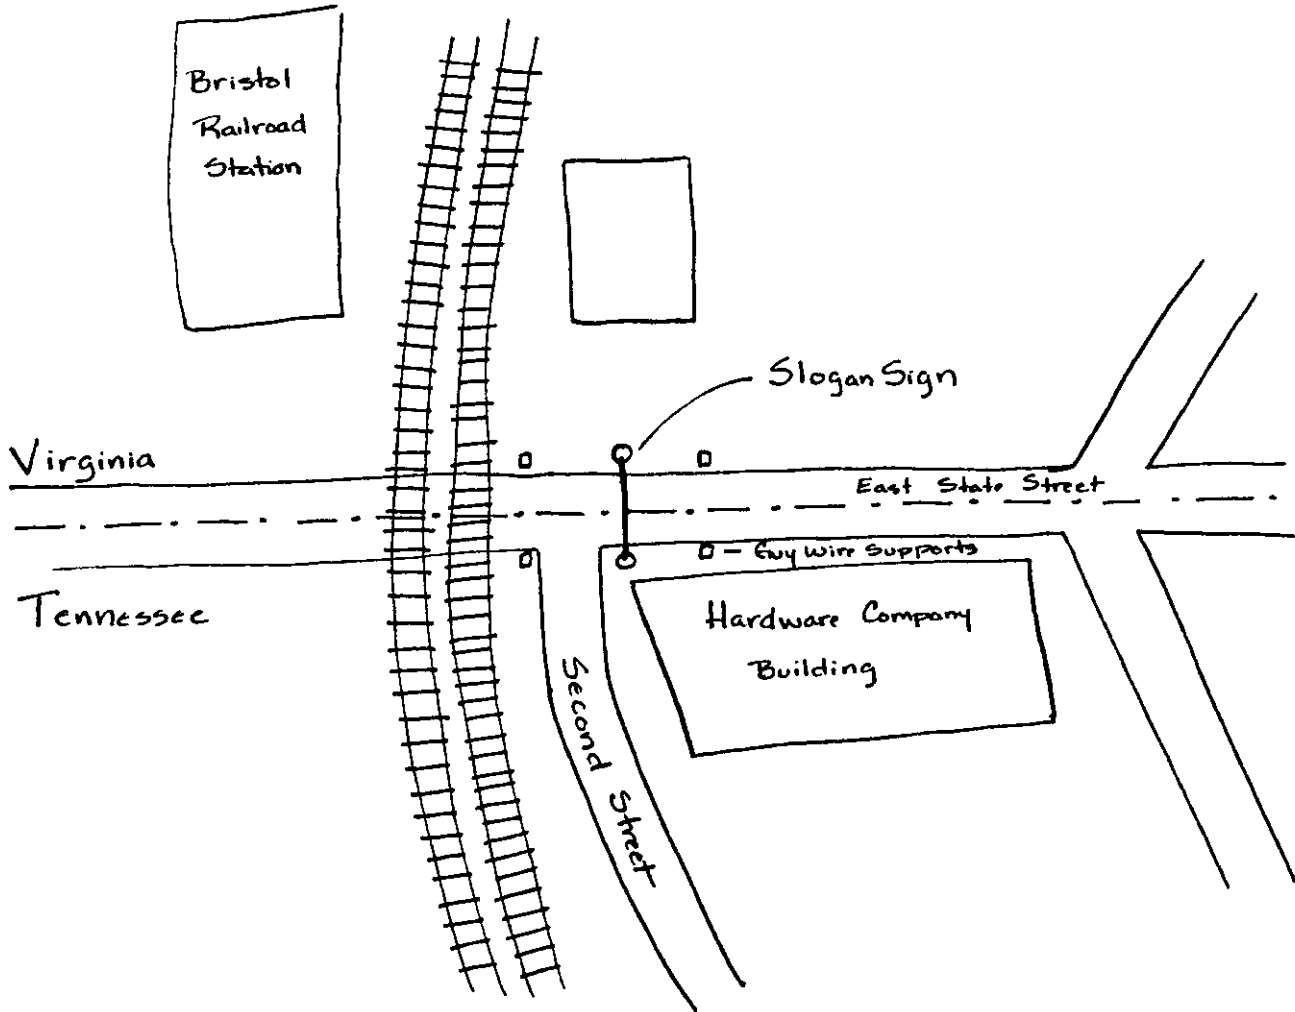 Bristol
Railroad
Station
Slogan Sign
Virginia
East State Street
Guy Wire Supports
Tennessee
Hardware Company
Building
Second Street